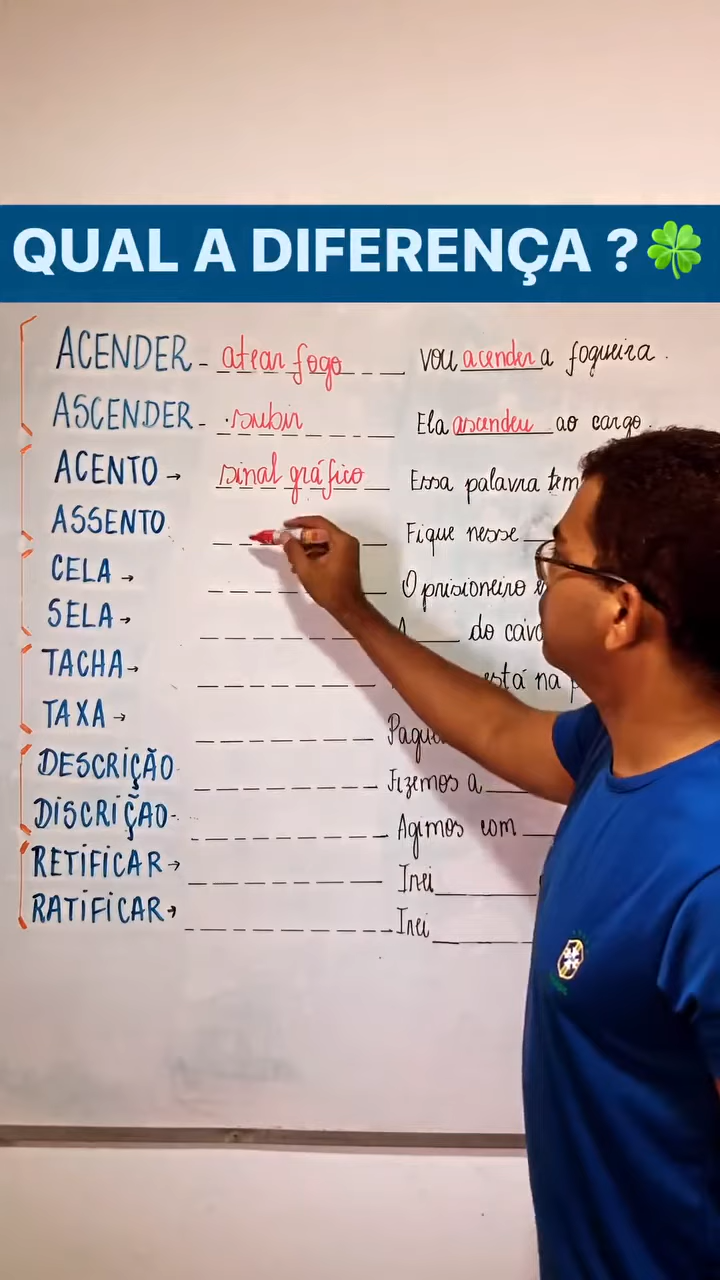 QUAL A DIFERENÇA ?
ACENDER - atear fogo vou acender a fogueira.
ASCENDER - subir Ela ascendeu ao cargo.
ACENTO → sinal gráfico Essa palavra tem
ASSENTO Fique nesse
CELA → O prisioneiro
SELA → A do
TACHA → está na
TAXA →
DESCRIÇÃO Fizemos a
DISCRIÇÃO - Agimos com
RETIFICAR → Irei
RATIFICAR → Irei